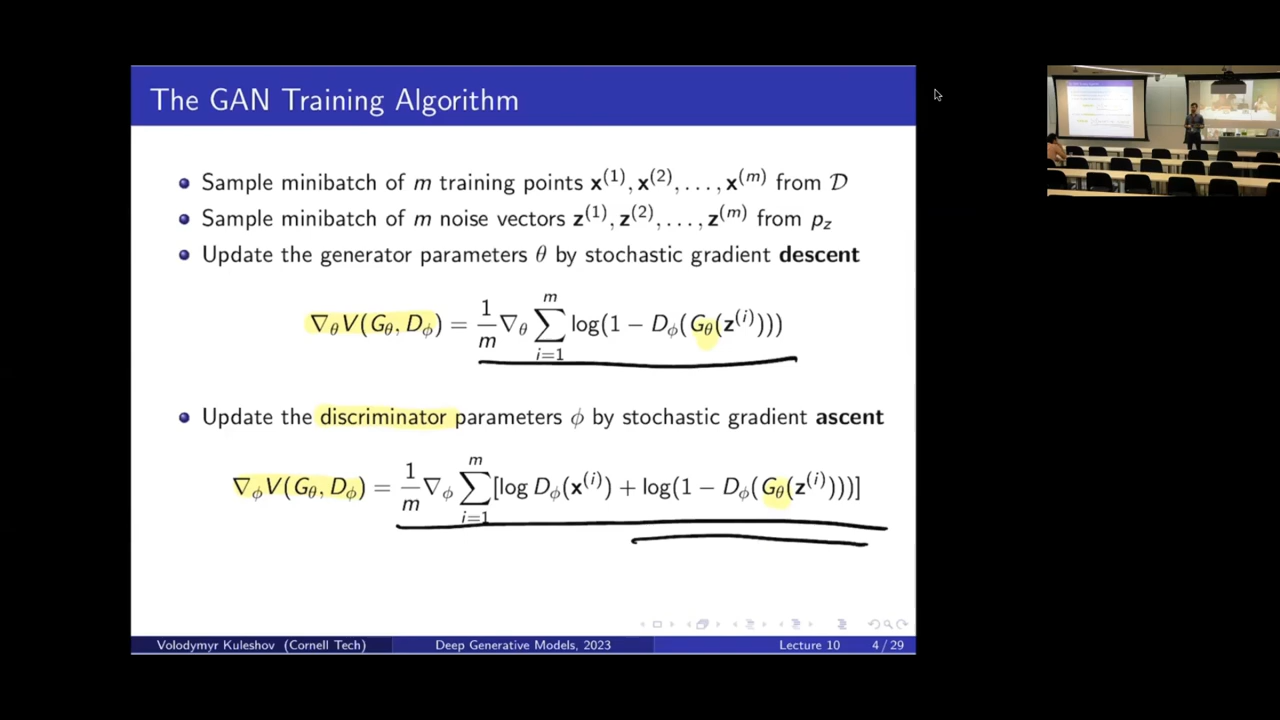 The GAN Training Algorithm
Sample minibatch of m training points x^(1), x^(2), . . . , x^(m) from 𝒟
Sample minibatch of m noise vectors z^(1), z^(2), . . . , z^(m) from p_z
Update the generator parameters θ by stochastic gradient descent
∇_θ V(G_θ, D_ϕ) = 1/m ∇_θ ∑_{i=1}^{m} log(1 − D_ϕ(G_θ(z^(i))))
Update the discriminator parameters ϕ by stochastic gradient ascent
∇_ϕ V(G_θ, D_ϕ) = 1/m ∇_ϕ ∑_{i=1}^{m} [log D_ϕ(x^(i)) + log(1 − D_ϕ(G_θ(z^(i))))]
Volodymyr Kuleshov (Cornell Tech) Deep Generative Models, 2023 Lecture 10 4 / 29